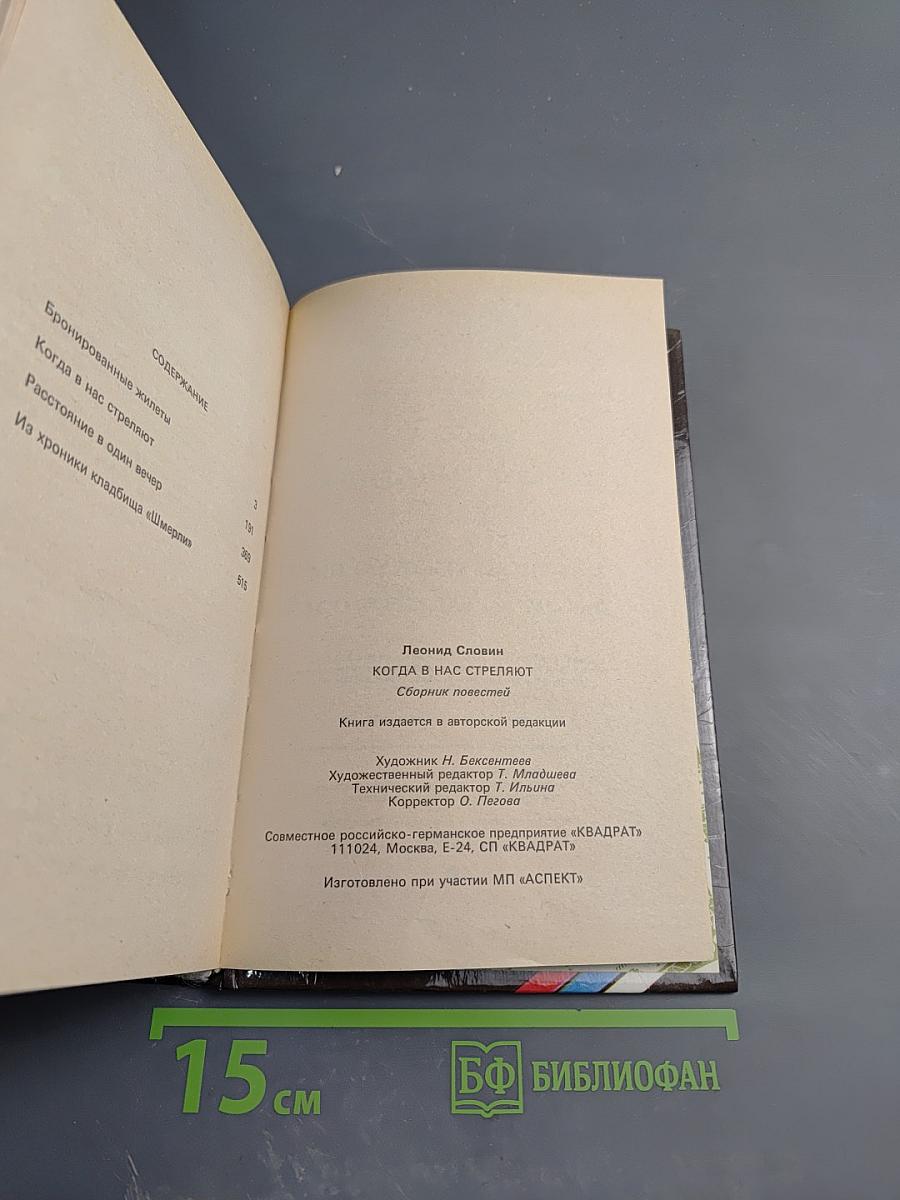 СОДЕРЖАНИЕ
Бронированные жилеты 3
Когда в нас стреляют 191
Расстояние в один вечер 369
Из хроники кладбища «Шмерли» 515
Леонид Словин
КОГДА В НАС СТРЕЛЯЮТ
Сборник повестей
Книга издается в авторской редакции
Художник Н. Бексентеев
Художественный редактор Т. Младшева
Технический редактор Т. Ильина
Корректор О. Пегова
Совместное российско-германское предприятие «КВАДРАТ»
111024, Москва, Е-24, СП «КВАДРАТ»
Изготовлено при участии МП «АСПЕКТ»
15 см
БФ БИБЛИОФАН